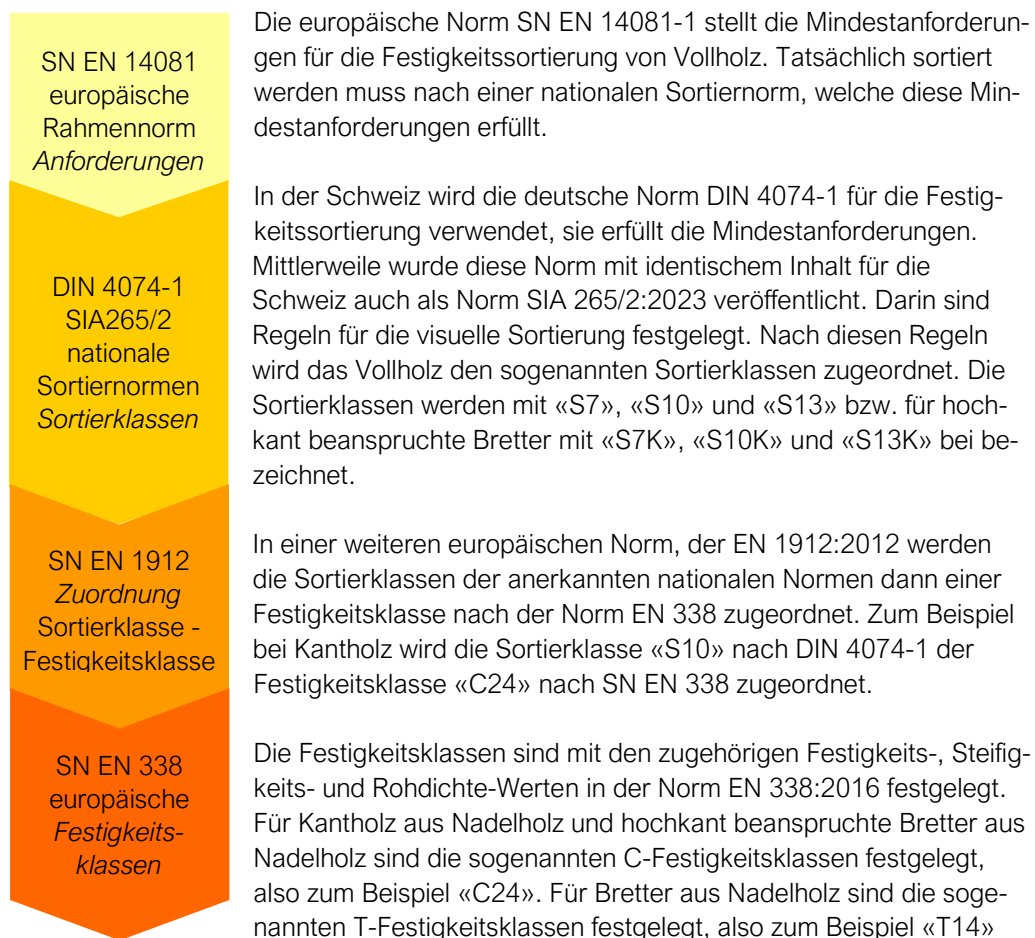 SN EN 14081
europäische
Rahmennorm
Anforderungen
Die europäische Norm SN EN 14081-1 stellt die Mindestanforderun-
gen für die Festigkeitssortierung von Vollholz. Tatsächlich sortiert
werden muss nach einer nationalen Sortiernorm, welche diese Min-
destanforderungen erfüllt.
DIN 4074-1
SIA265/2
nationale
Sortiernormen
Sortierklassen
In der Schweiz wird die deutsche Norm DIN 4074-1 für die Festig-
keitssortierung verwendet, sie erfüllt die Mindestanforderungen.
Mittlerweile wurde diese Norm mit identischem Inhalt für die
Schweiz auch als Norm SIA 265/2:2023 veröffentlicht. Darin sind
Regeln für die visuelle Sortierung festgelegt. Nach diesen Regeln
wird das Vollholz den sogenannten Sortierklassen zugeordnet. Die
Sortierklassen werden mit «S7», «S10» und «S13» bzw. für hoch-
kant beanspruchte Bretter mit «S7K», «S10K» und «S13K» bei be-
zeichnet.
SN EN 1912
Zuordnung
Sortierklasse -
Festigkeitsklasse
In einer weiteren europäischen Norm, der EN 1912:2012 werden
die Sortierklassen der anerkannten nationalen Normen dann einer
Festigkeitsklasse nach der Norm EN 338 zugeordnet. Zum Beispiel
bei Kantholz wird die Sortierklasse «S10» nach DIN 4074-1 der
Festigkeitsklasse «C24» nach SN EN 338 zugeordnet.
SN EN 338
europäische
Festigkeits-
klassen
Die Festigkeitsklassen sind mit den zugehörigen Festigkeits-, Steifig-
keits- und Rohdichte-Werten in der Norm EN 338:2016 festgelegt.
Für Kantholz aus Nadelholz und hochkant beanspruchte Bretter aus
Nadelholz sind die sogenannten C-Festigkeitsklassen festgelegt,
also zum Beispiel «C24». Für Bretter aus Nadelholz sind die soge-
nannten T-Festigkeitsklassen festgelegt, also zum Beispiel «T14»